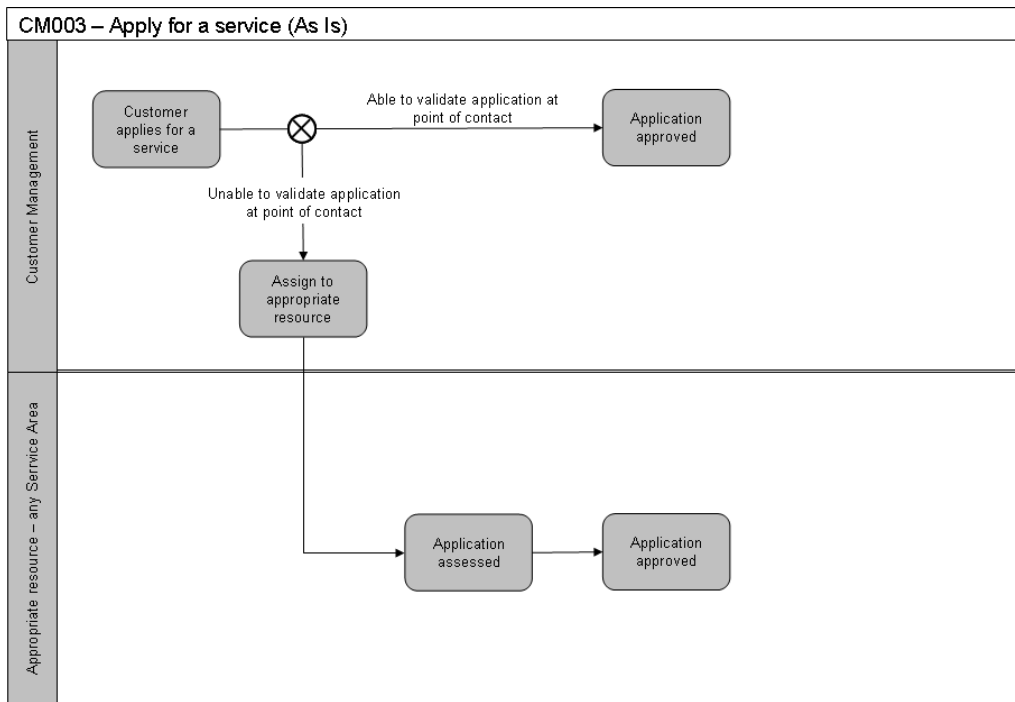 CM003 – Apply for a service (As Is)
Customer Management
Customer
applies for a
service
Able to validate application at
point of contact
Application
approved
Unable to validate application
at point of contact
Assign to
appropriate
resource
Appropriate resource – any Serrvice Area
Application
assessed
Application
approved